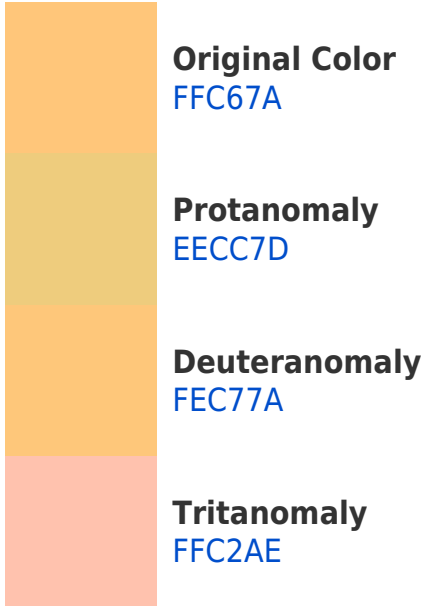 Original Color
FFC67A
Protanomaly
EECC7D
Deuteranomaly
FEC77A
Tritanomaly
FFC2AE